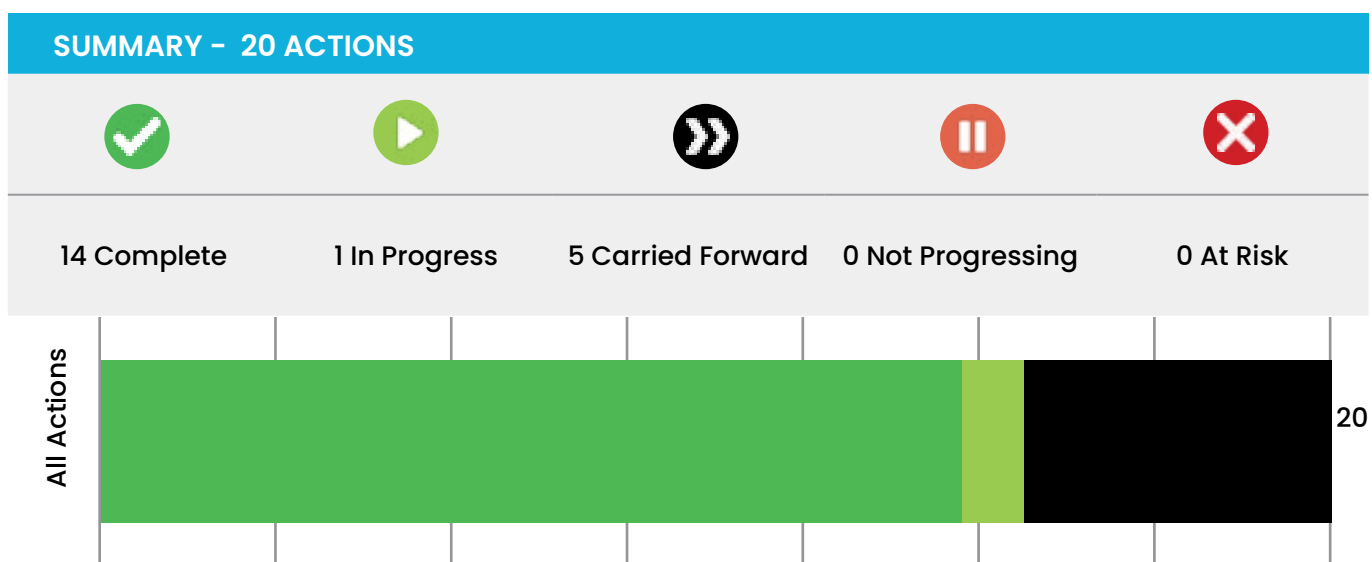 SUMMARY - 20 ACTIONS
14 Complete
1 In Progress
5 Carried Forward
0 Not Progressing
0 At Risk
All Actions
20